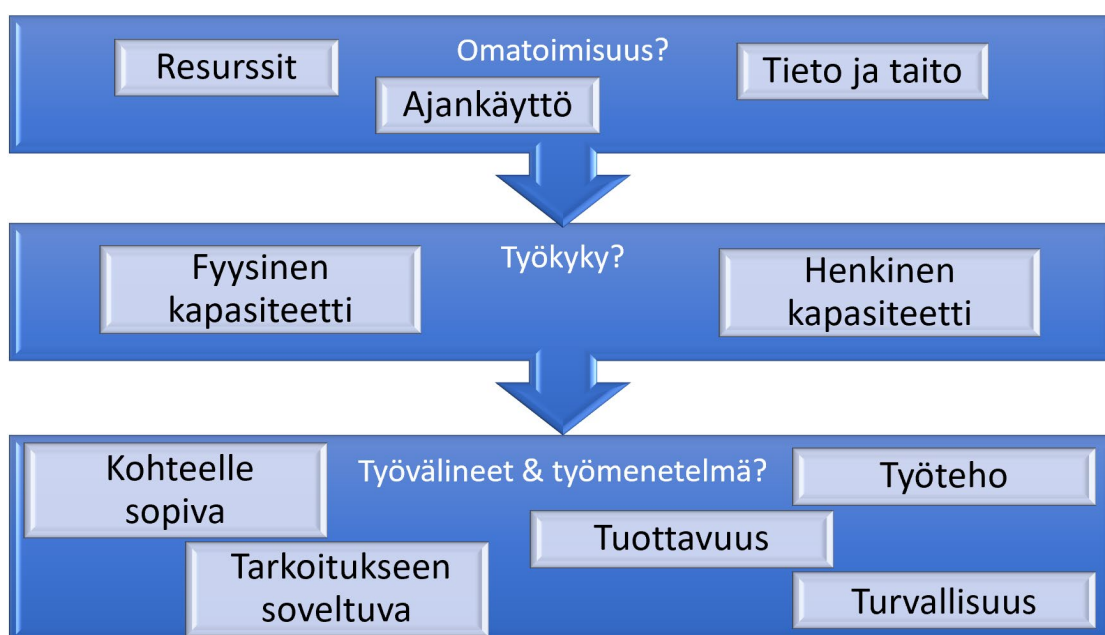 Omatoimisuus?
Resurssit
Ajankäyttö
Tieto ja taito
Työkyky?
Fyysinen
kapasiteetti
Henkinen
kapasiteetti
Työvälineet & työmenetelmä?
Kohteelle
sopiva
Tarkoitukseen
soveltuva
Tuottavuus
Työteho
Turvallisuus